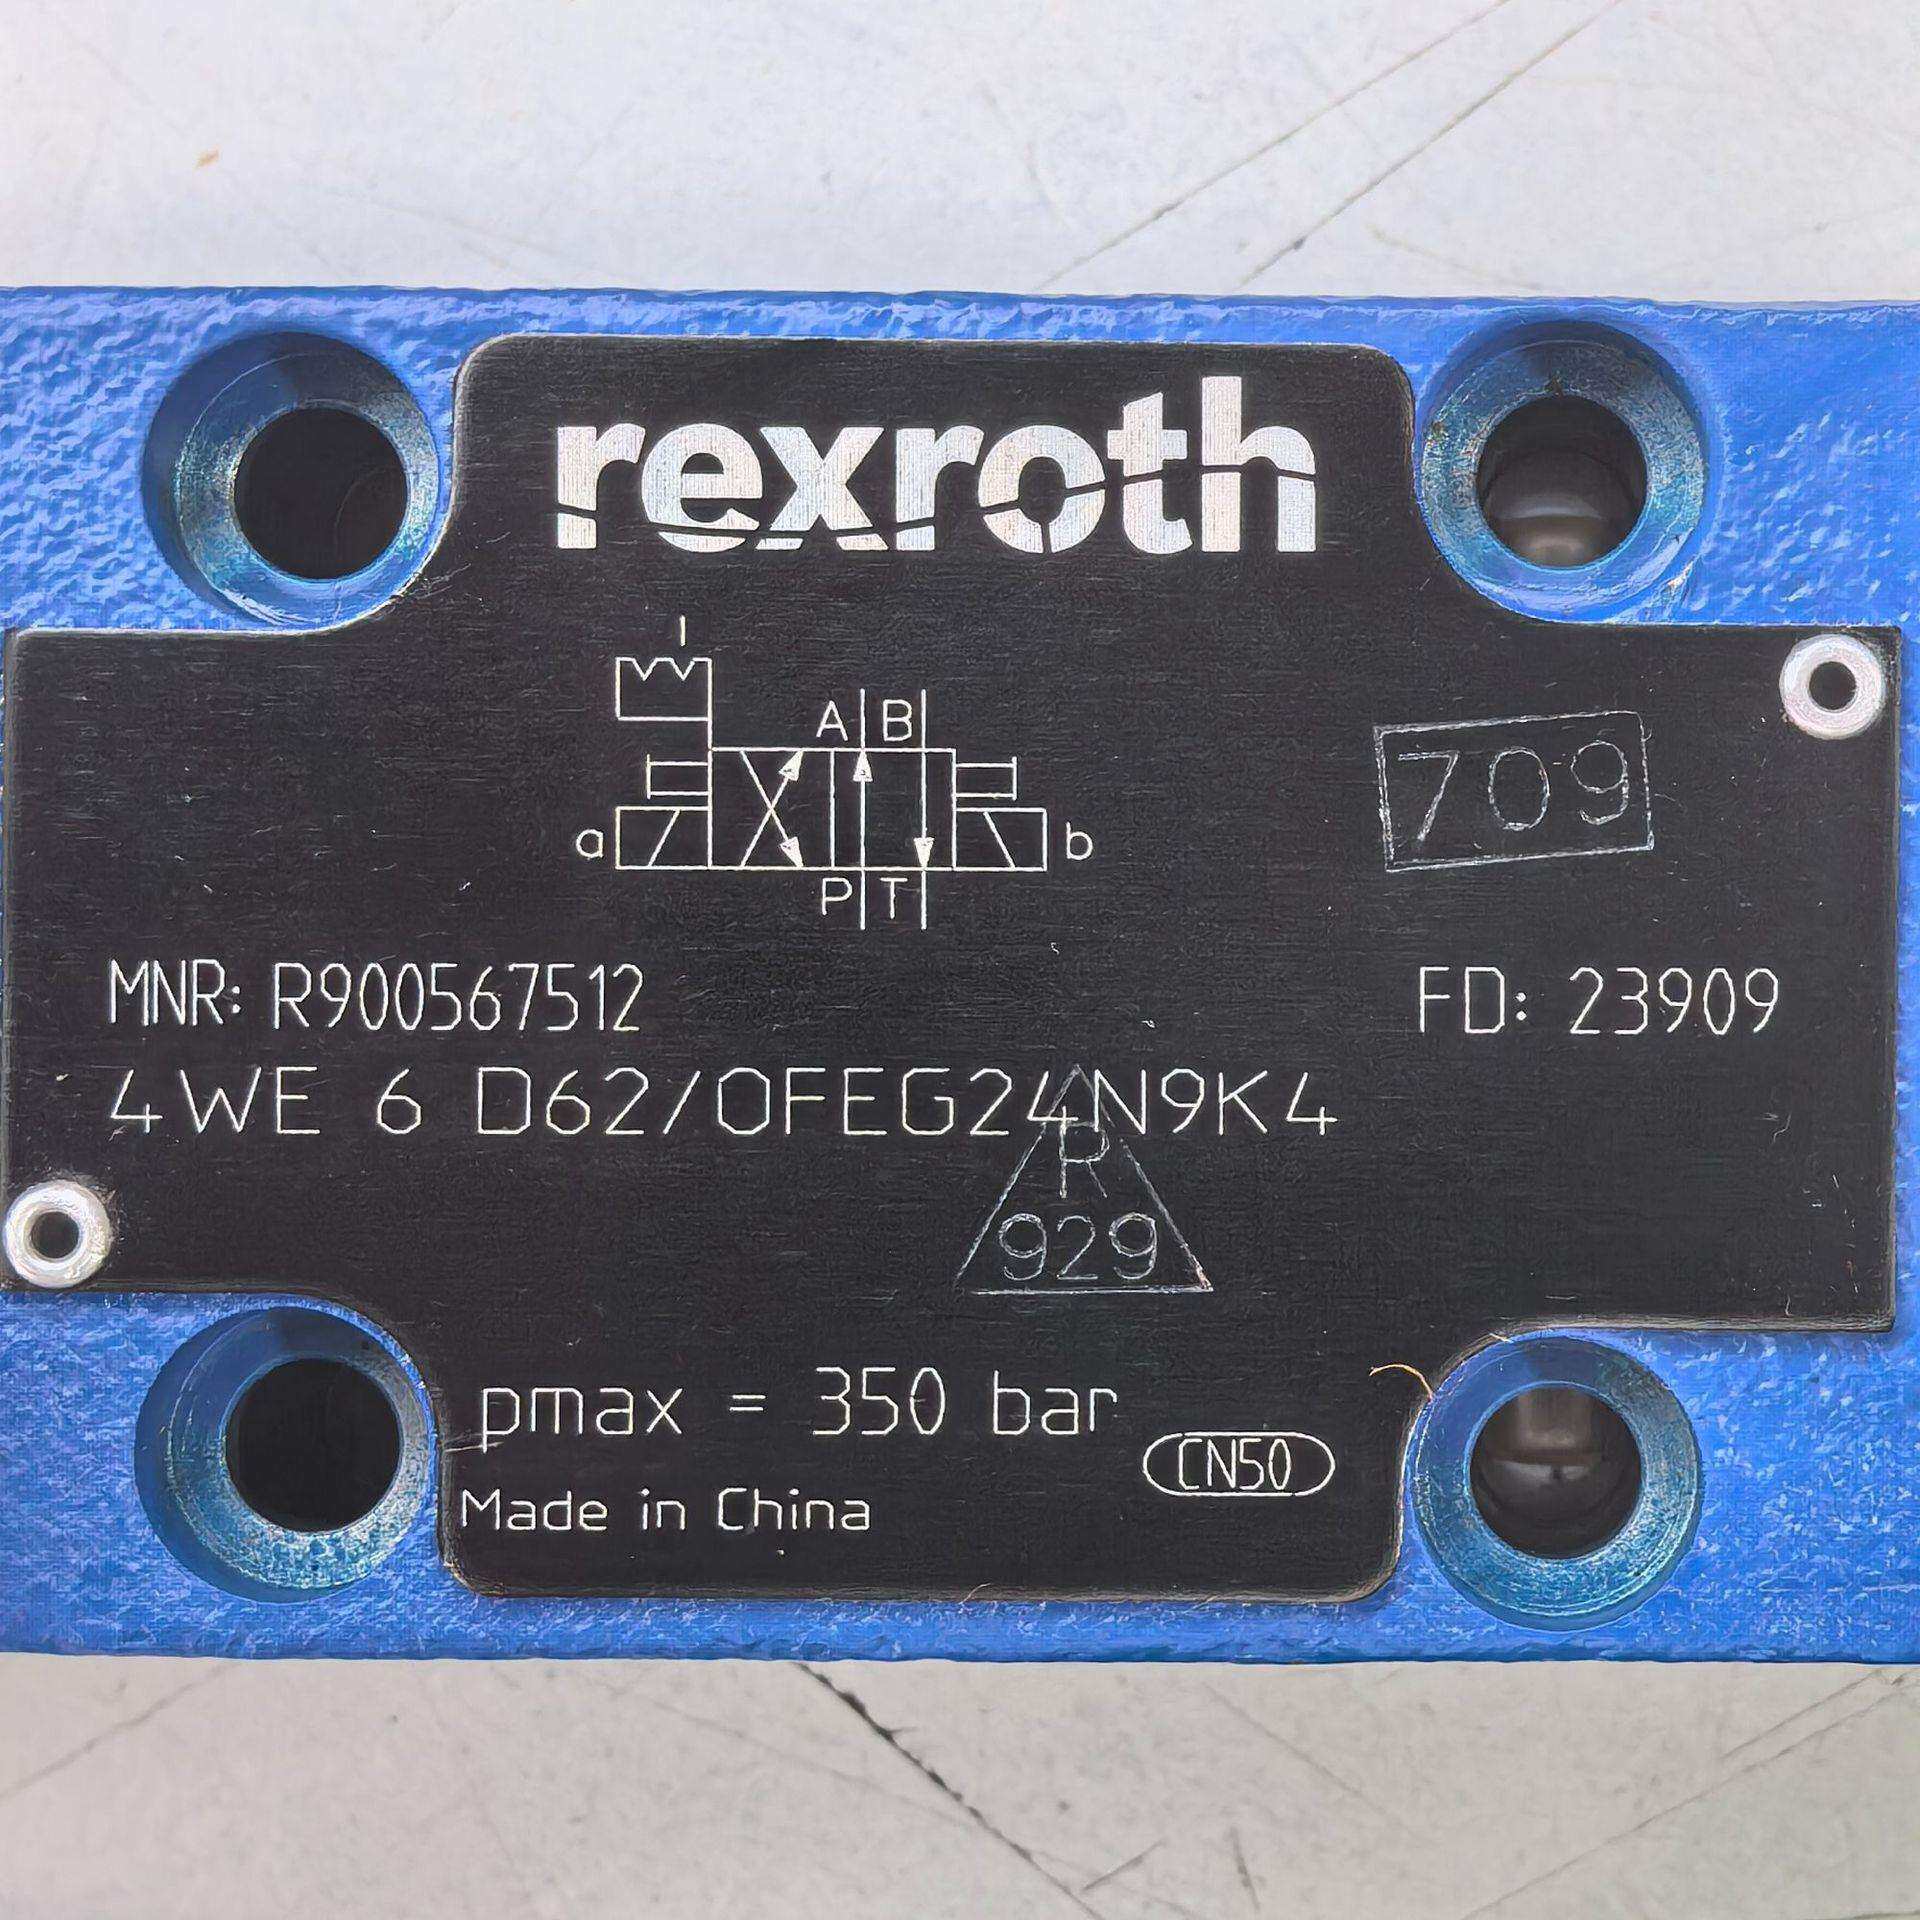 rexroth
A B
709
a b
P T
MNR: R900567512 FD: 23909
4WE 6 D62/OFEG24N9K4
R
929
pmax = 350 bar
CN50
Made in China